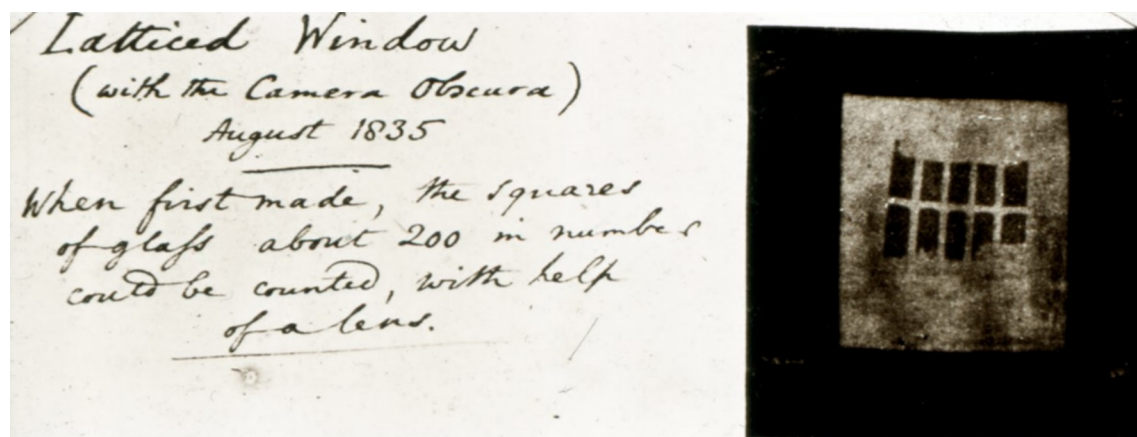 Latticed Window
(with the Camera Obscura)
August 1835
When first made, the squares
of glaſs about 200 in number
could be counted, with help
of a lens.